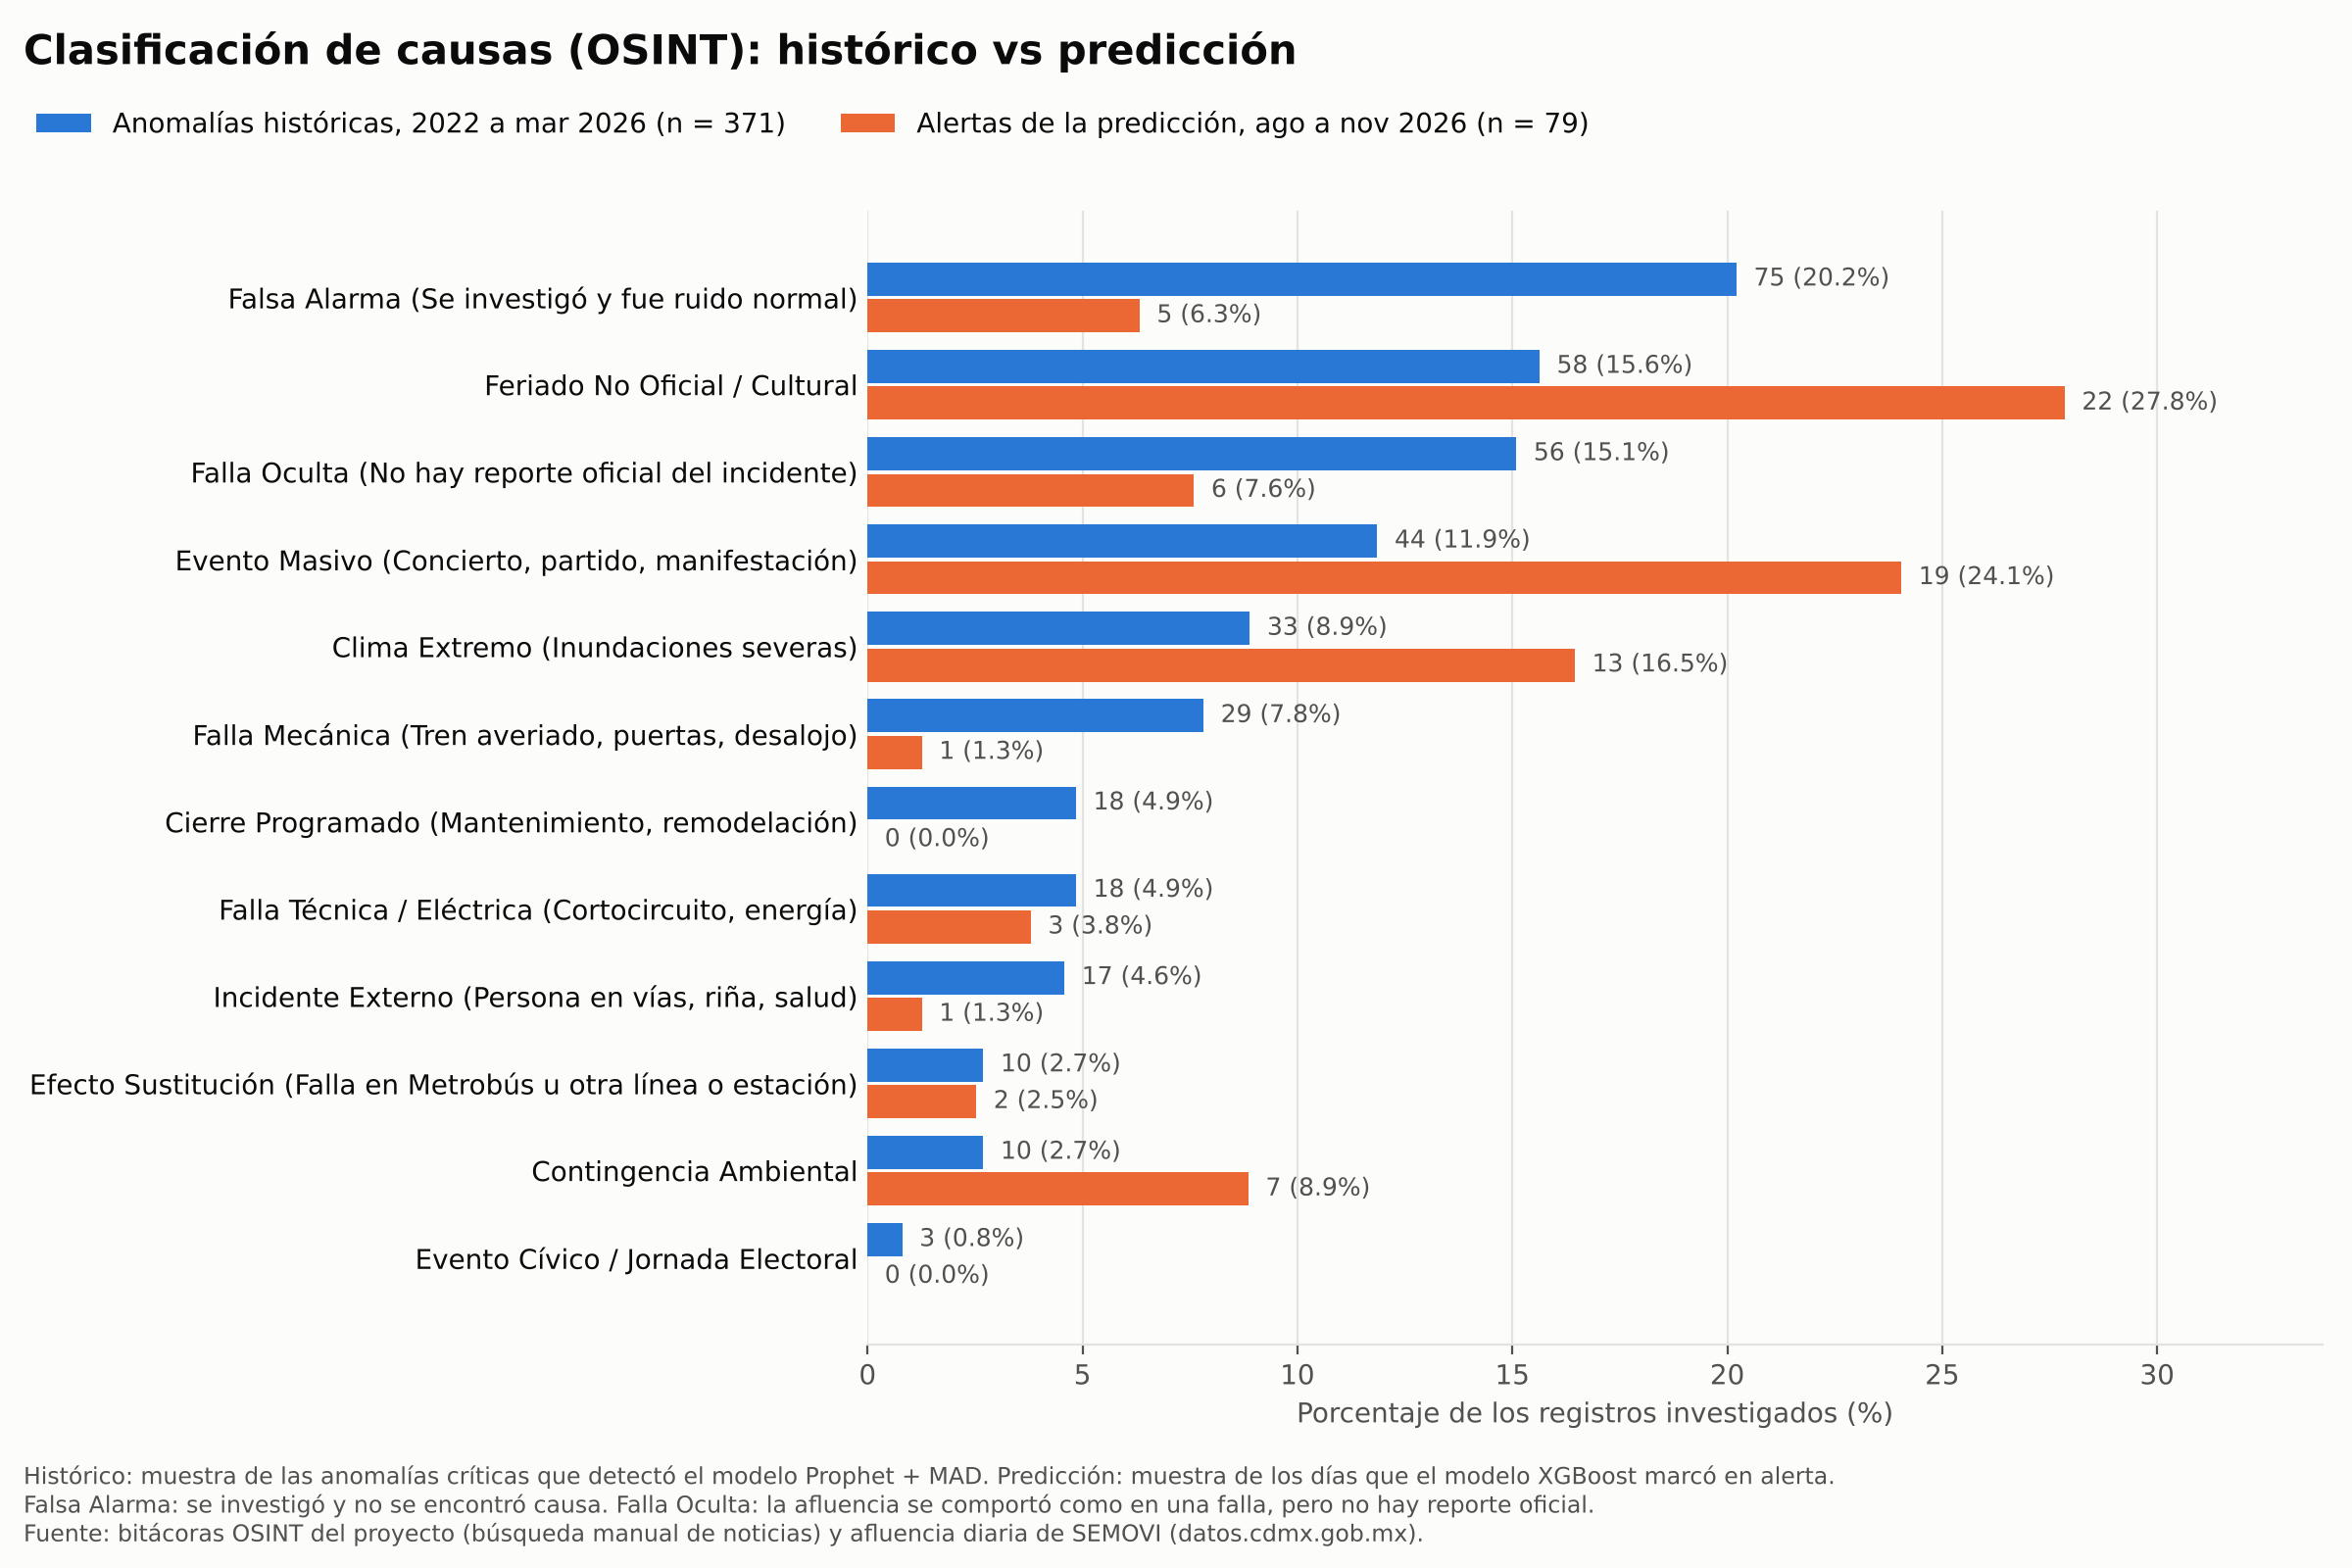 Clasificación de causas (OSINT): histórico vs predicción
Anomalías históricas, 2022 a mar 2026 (n = 371)
Alertas de la predicción, ago a nov 2026 (n = 79)
Falsa Alarma (Se investigó y fue ruido normal)
75 (20.2%)
5 (6.3%)
Feriado No Oficial / Cultural
58 (15.6%)
22 (27.8%)
Falla Oculta (No hay reporte oficial del incidente)
56 (15.1%)
6 (7.6%)
Evento Masivo (Concierto, partido, manifestación)
44 (11.9%)
19 (24.1%)
Clima Extremo (Inundaciones severas)
33 (8.9%)
13 (16.5%)
Falla Mecánica (Tren averiado, puertas, desalojo)
29 (7.8%)
1 (1.3%)
Cierre Programado (Mantenimiento, remodelación)
18 (4.9%)
0 (0.0%)
Falla Técnica / Eléctrica (Cortocircuito, energía)
18 (4.9%)
3 (3.8%)
Incidente Externo (Persona en vías, riña, salud)
17 (4.6%)
1 (1.3%)
Efecto Sustitución (Falla en Metrobús u otra línea o estación)
10 (2.7%)
2 (2.5%)
Contingencia Ambiental
10 (2.7%)
7 (8.9%)
Evento Cívico / Jornada Electoral
3 (0.8%)
0 (0.0%)
0 5 10 15 20 25 30
Porcentaje de los registros investigados (%)
Histórico: muestra de las anomalías críticas que detectó el modelo Prophet + MAD. Predicción: muestra de los días que el modelo XGBoost marcó en alerta.
Falsa Alarma: se investigó y no se encontró causa. Falla Oculta: la afluencia se comportó como en una falla, pero no hay reporte oficial.
Fuente: bitácoras OSINT del proyecto (búsqueda manual de noticias) y afluencia diaria de SEMOVI (datos.cdmx.gob.mx).